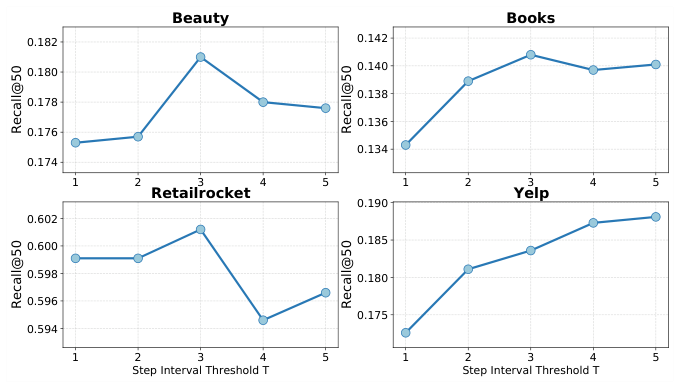 Beauty
Recall@50
0.182
0.180
0.178
0.176
0.174
1 2 3 4 5
Books
Recall@50
0.142
0.140
0.138
0.136
0.134
1 2 3 4 5
Retailrocket
Recall@50
0.602
0.600
0.598
0.596
0.594
1 2 3 4 5
Step Interval Threshold T
Yelp
Recall@50
0.190
0.185
0.180
0.175
1 2 3 4 5
Step Interval Threshold T